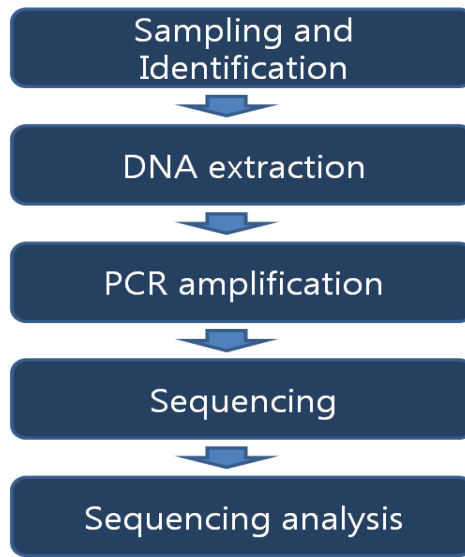 Sampling and
Identification
DNA extraction
PCR amplification
Sequencing
Sequencing analysis